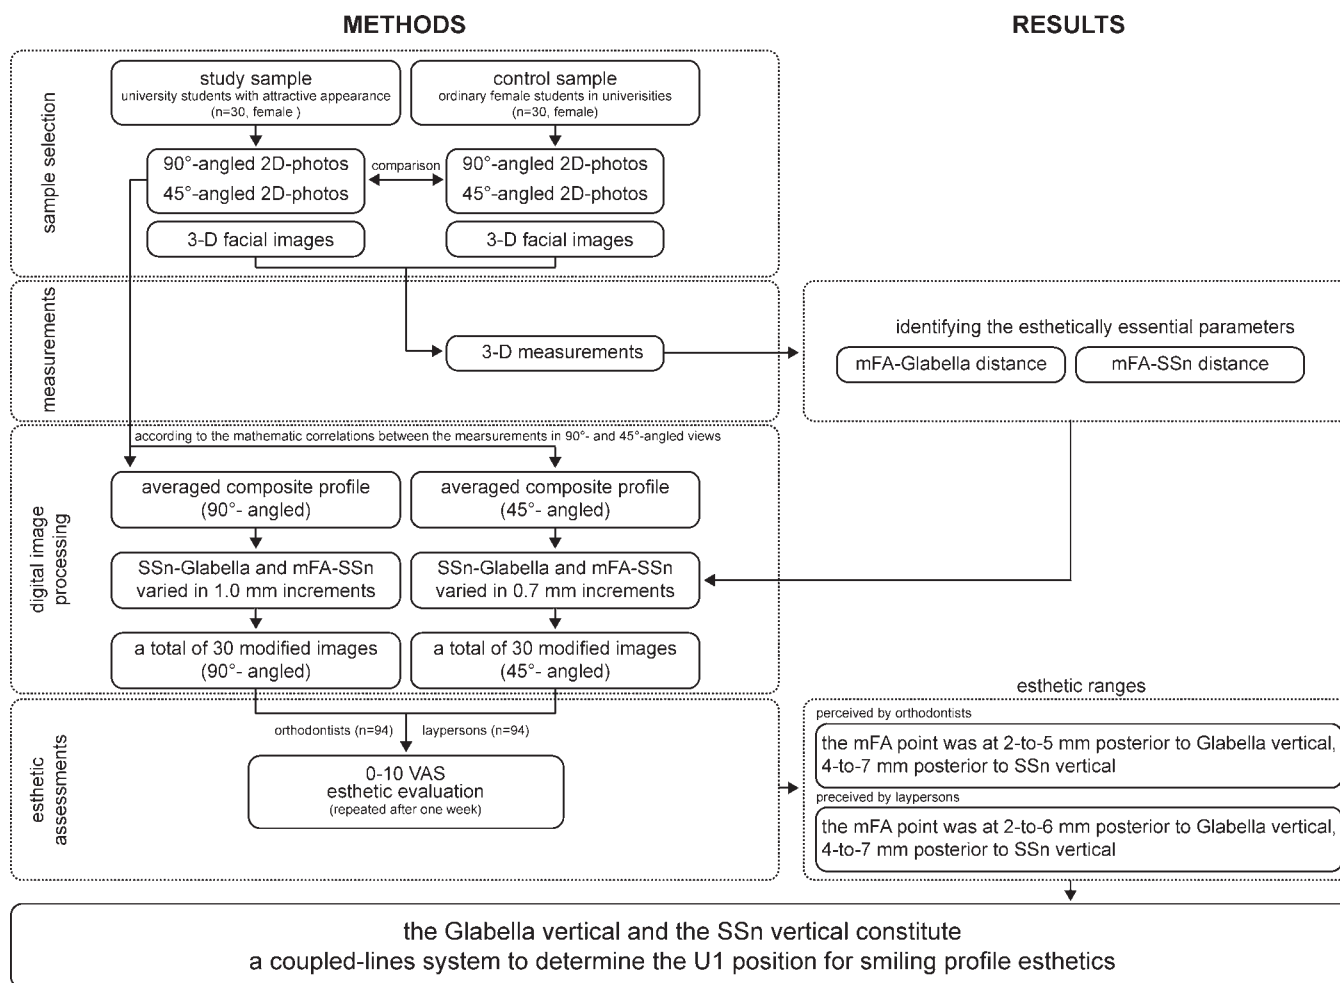 METHODS
RESULTS
sample selection
study sample
university students with attractive appearance
(n=30, female )
control sample
ordinary female students in univerisities
(n=30, female)
90°-angled 2D-photos
45°-angled 2D-photos
comparison
90°-angled 2D-photos
45°-angled 2D-photos
3-D facial images
3-D facial images
measurements
3-D measurements
identifying the esthetically essential parameters
mFA-Glabella distance
mFA-SSn distance
digital image
processing
according to the mathematic correlations between the mearsurements in 90°- and 45°-angled views
averaged composite profile
(90°- angled)
averaged composite profile
(45°- angled)
SSn-Glabella and mFA-SSn
varied in 1.0 mm increments
SSn-Glabella and mFA-SSn
varied in 0.7 mm increments
a total of 30 modified images
(90°- angled)
a total of 30 modified images
(45°- angled)
esthetic
assessments
orthodontists (n=94)
laypersons (n=94)
0-10 VAS
esthetic evaluation
(repeated after one week)
esthetic ranges
perceived by orthodontists
the mFA point was at 2-to-5 mm posterior to Glabella vertical,
4-to-7 mm posterior to SSn vertical
preceived by laypersons
the mFA point was at 2-to-6 mm posterior to Glabella vertical,
4-to-7 mm posterior to SSn vertical
the Glabella vertical and the SSn vertical constitute
a coupled-lines system to determine the U1 position for smiling profile esthetics